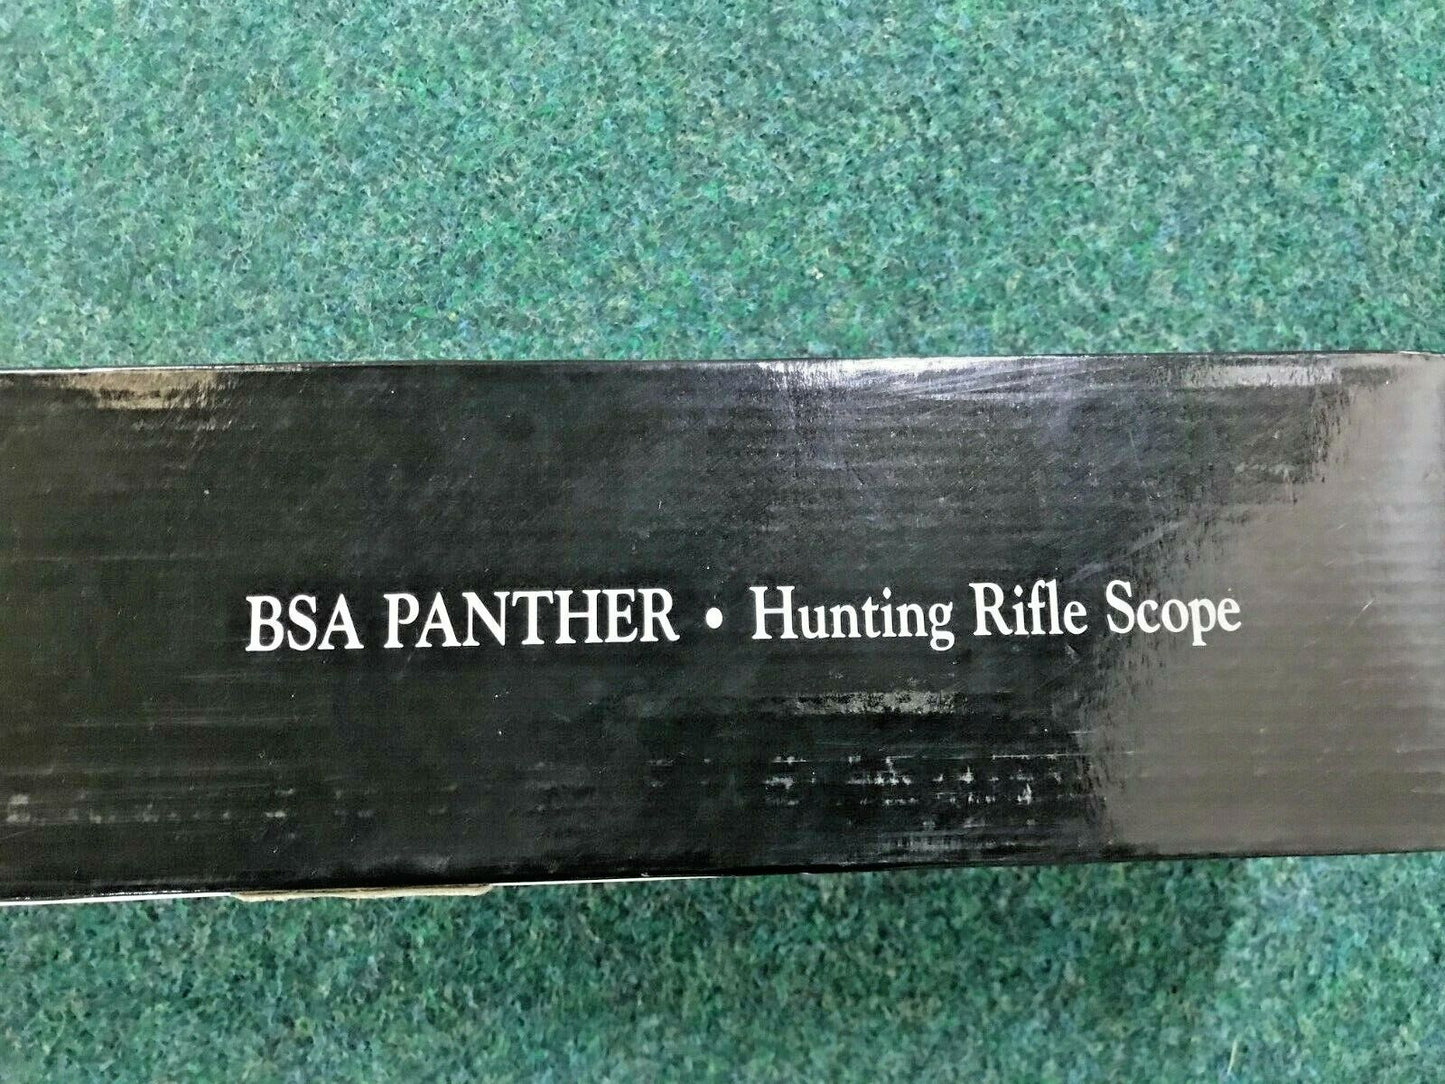 BSA PANTHER • Hunting Rifle Scope